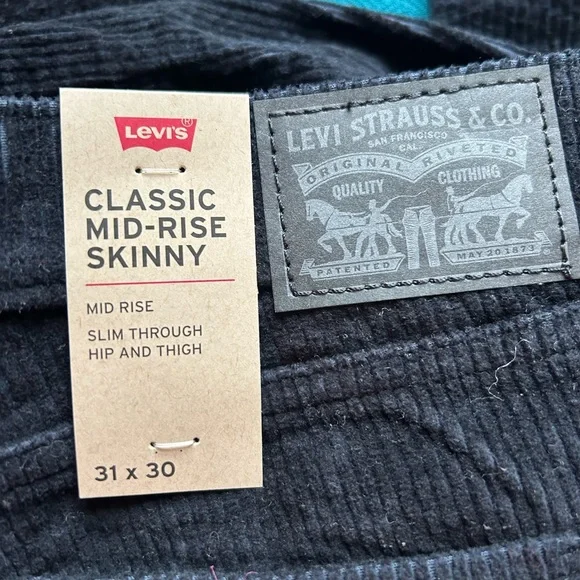 LEVI'S®
CLASSIC
MID-RISE
SKINNY
MID RISE
SLIM THROUGH
HIP AND THIGH
31 x 30
LEVI STRAUSS & CO.
SAN FRANCISCO
CAL.
ORIGINAL RIVETED
QUALITY CLOTHING
PATENTED MAY 20 1873